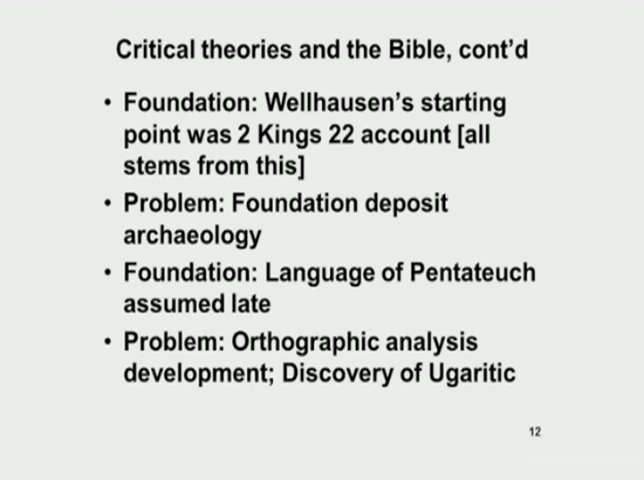 Critical theories and the Bible, cont'd
• Foundation: Wellhausen's starting
point was 2 Kings 22 account [all
stems from this]
• Problem: Foundation deposit
archaeology
• Foundation: Language of Pentateuch
assumed late
• Problem: Orthographic analysis
development; Discovery of Ugaritic
12